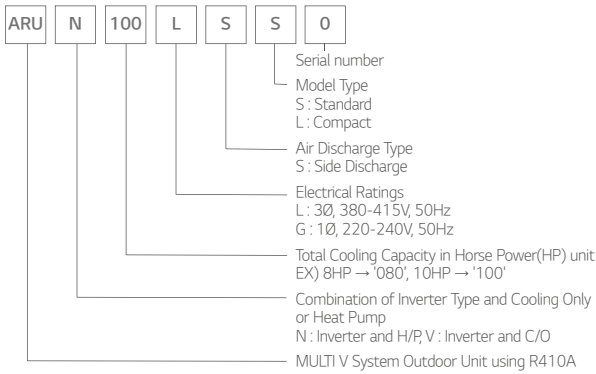 ARU N 100 L S S 0
Serial number
Model Type
S : Standard
L : Compact
Air Discharge Type
S : Side Discharge
Electrical Ratings
L : 3Ø, 380-415V, 50Hz
G : 1Ø, 220-240V, 50Hz
Total Cooling Capacity in Horse Power(HP) unit
EX) 8HP → '080', 10HP → '100'
Combination of Inverter Type and Cooling Only
or Heat Pump
N : Inverter and H/P, V : Inverter and C/O
MULTI V System Outdoor Unit using R410A